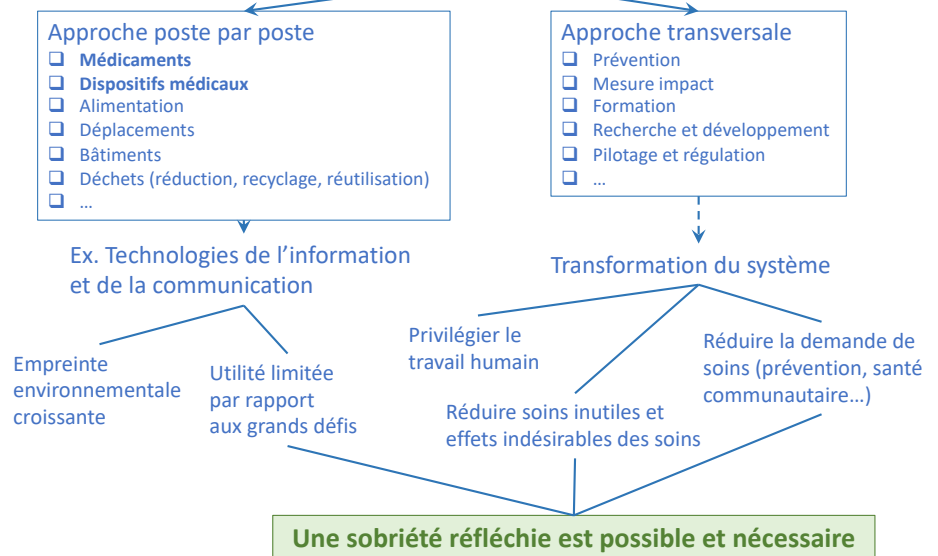 Approche poste par poste
❑ Médicaments
❑ Dispositifs médicaux
❑ Alimentation
❑ Déplacements
❑ Bâtiments
❑ Déchets (réduction, recyclage, réutilisation)
❑ …
Approche transversale
❑ Prévention
❑ Mesure impact
❑ Formation
❑ Recherche et développement
❑ Pilotage et régulation
❑ …
Ex. Technologies de l’information
et de la communication
Transformation du système
Empreinte
environnementale
croissante
Utilité limitée
par rapport
aux grands défis
Privilégier le
travail humain
Réduire soins inutiles et
effets indésirables des soins
Réduire la demande de
soins (prévention, santé
communautaire…)
Une sobriété réfléchie est possible et nécessaire